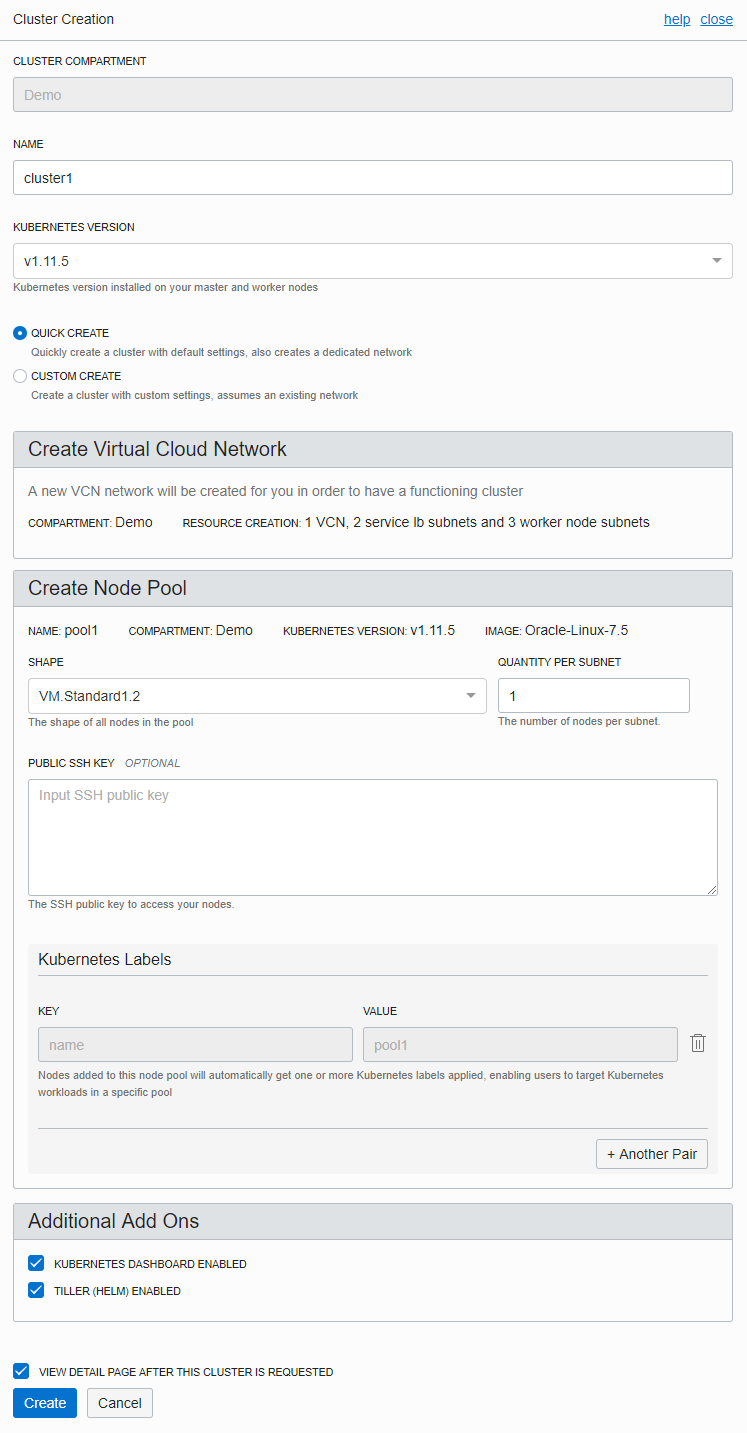 Cluster Creation help close
CLUSTER COMPARTMENT
Demo
NAME
cluster1
KUBERNETES VERSION
v1.11.5
Kubernetes version installed on your master and worker nodes
QUICK CREATE
Quickly create a cluster with default settings, also creates a dedicated network
CUSTOM CREATE
Create a cluster with custom settings, assumes an existing network
Create Virtual Cloud Network
A new VCN network will be created for you in order to have a functioning cluster
COMPARTMENT: Demo RESOURCE CREATION: 1 VCN, 2 service lb subnets and 3 worker node subnets
Create Node Pool
NAME: pool1 COMPARTMENT: Demo KUBERNETES VERSION: v1.11.5 IMAGE: Oracle-Linux-7.5
SHAPE QUANTITY PER SUBNET
VM.Standard1.2 1
The shape of all nodes in the pool The number of nodes per subnet.
PUBLIC SSH KEY OPTIONAL
Input SSH public key
The SSH public key to access your nodes.
Kubernetes Labels
KEY VALUE
name pool1
Nodes added to this node pool will automatically get one or more Kubernetes labels applied, enabling users to target Kubernetes
workloads in a specific pool
+ Another Pair
Additional Add Ons
KUBERNETES DASHBOARD ENABLED
TILLER (HELM) ENABLED
VIEW DETAIL PAGE AFTER THIS CLUSTER IS REQUESTED
Create Cancel